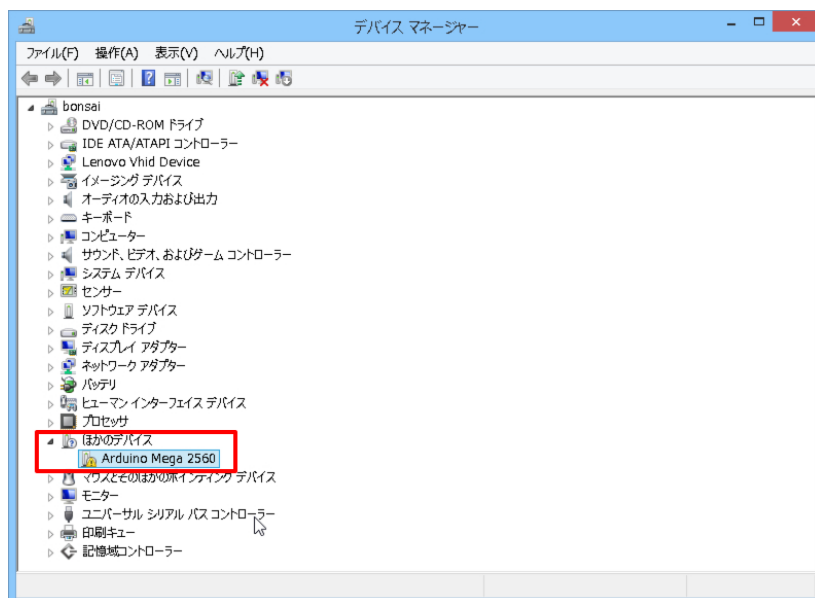 デバイス マネージャー
ファイル(F) 操作(A) 表示(V) ヘルプ(H)
bonsai
DVD/CD-ROM ドライブ
IDE ATA/ATAPI コントローラー
Lenovo Vhid Device
イメージング デバイス
オーディオの入力および出力
キーボード
コンピューター
サウンド、ビデオ、およびゲーム コントローラー
システム デバイス
センサー
ソフトウェア デバイス
ディスク ドライブ
ディスプレイ アダプター
ネットワーク アダプター
バッテリ
ヒューマン インターフェイス デバイス
プロセッサ
ほかのデバイス
Arduino Mega 2560
マウスとそのほかのポインティング デバイス
モニター
ユニバーサル シリアル バス コントローラー
印刷キュー
記憶域コントローラー